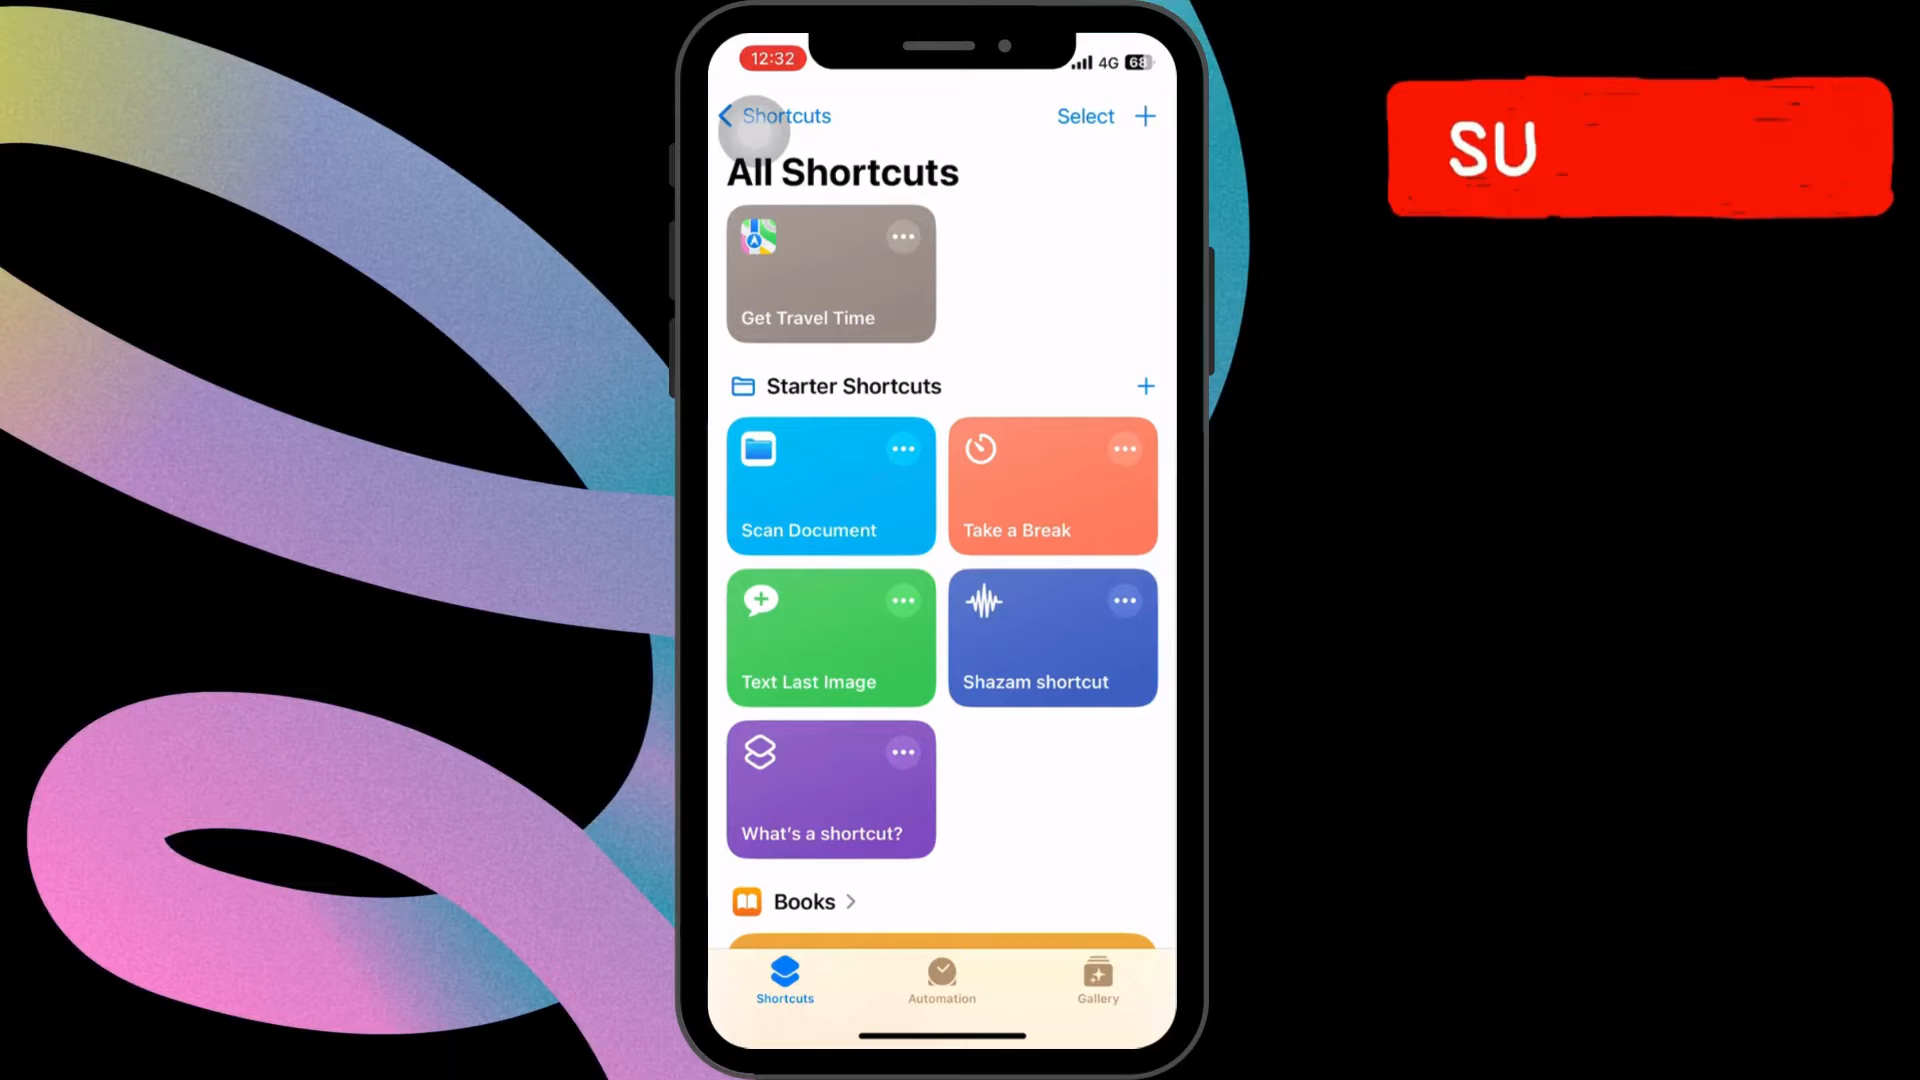 12:32
4G 68
Shortcuts
Select
All Shortcuts
SU
Get Travel Time
Starter Shortcuts
Scan Document
Take a Break
Text Last Image
Shazam shortcut
What's a shortcut?
Books
Shortcuts
Automation
Gallery